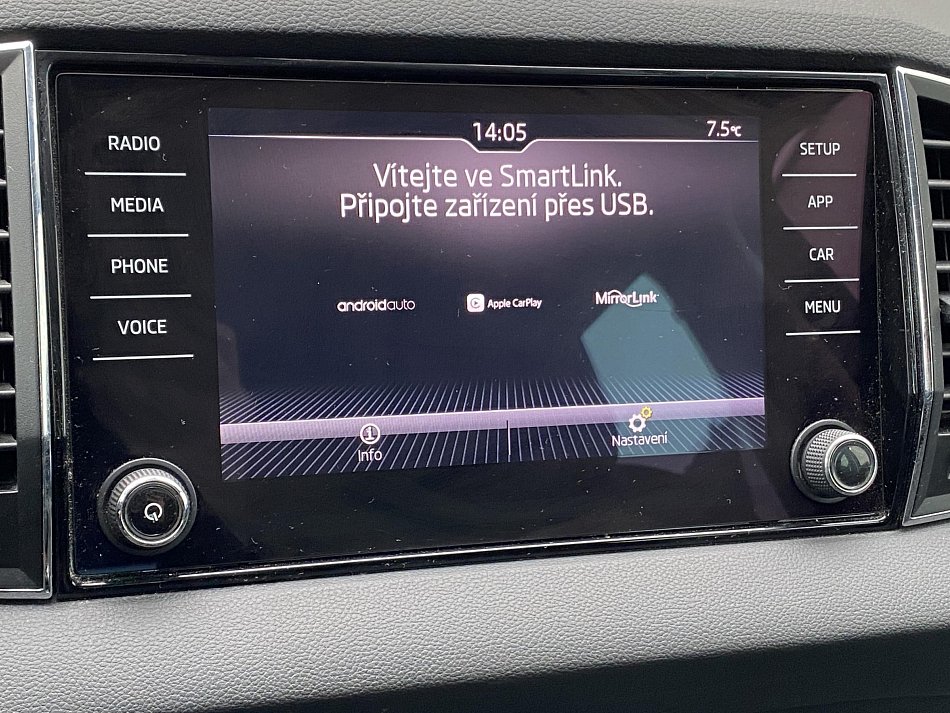 RADIO
MEDIA
PHONE
VOICE
14:05
7.5°C
Vítejte ve SmartLink.
Připojte zařízení přes USB.
androidauto
Apple CarPlay
MirrorLink
Info
Nastavení
SETUP
APP
CAR
MENU